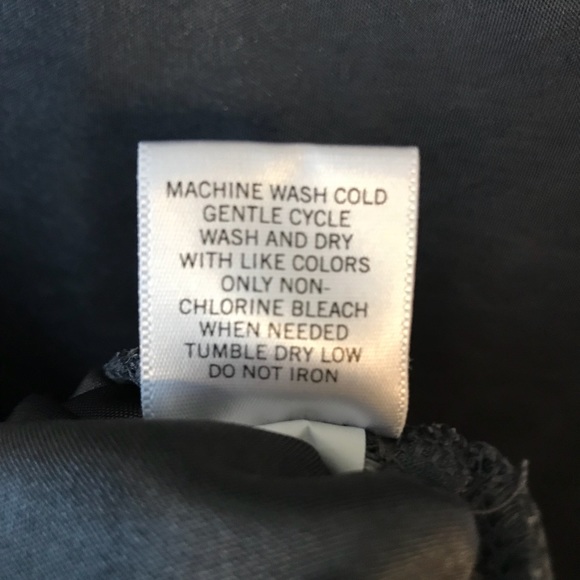 MACHINE WASH COLD
GENTLE CYCLE
WASH AND DRY
WITH LIKE COLORS
ONLY NON-
CHLORINE BLEACH
WHEN NEEDED
TUMBLE DRY LOW
DO NOT IRON